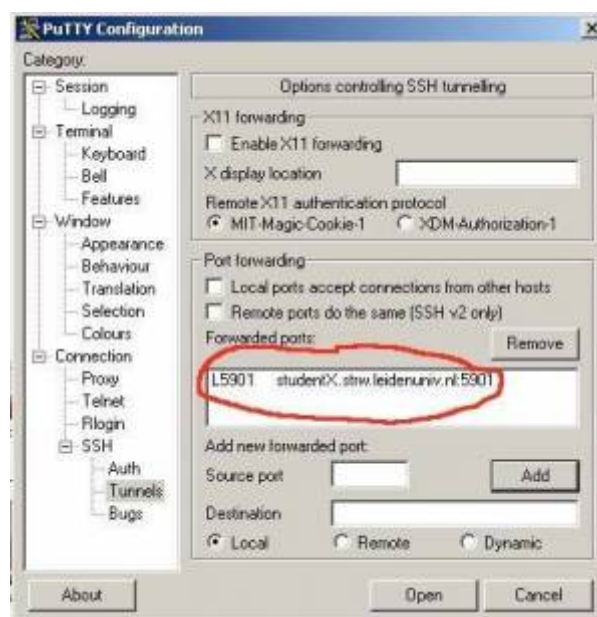 PuTTY Configuration
Category:
Session
Logging
Terminal
Keyboard
Bell
Features
Window
Appearance
Behaviour
Translation
Selection
Colours
Connection
Proxy
Telnet
Rlogin
SSH
Auth
Tunnels
Bugs
Options controlling SSH tunnelling
X11 forwarding
Enable X11 forwarding
X display location
Remote X11 authentication protocol
MIT-Magic-Cookie-1 XDM-Authorization-1
Port forwarding
Local ports accept connections from other hosts
Remote ports do the same (SSH v2 only)
Forwarded ports:
Remove
L5901 studentX.strw.leidenuniv.nl:5901
Add new forwarded port:
Source port
Add
Destination
Local Remote Dynamic
About
Open
Cancel